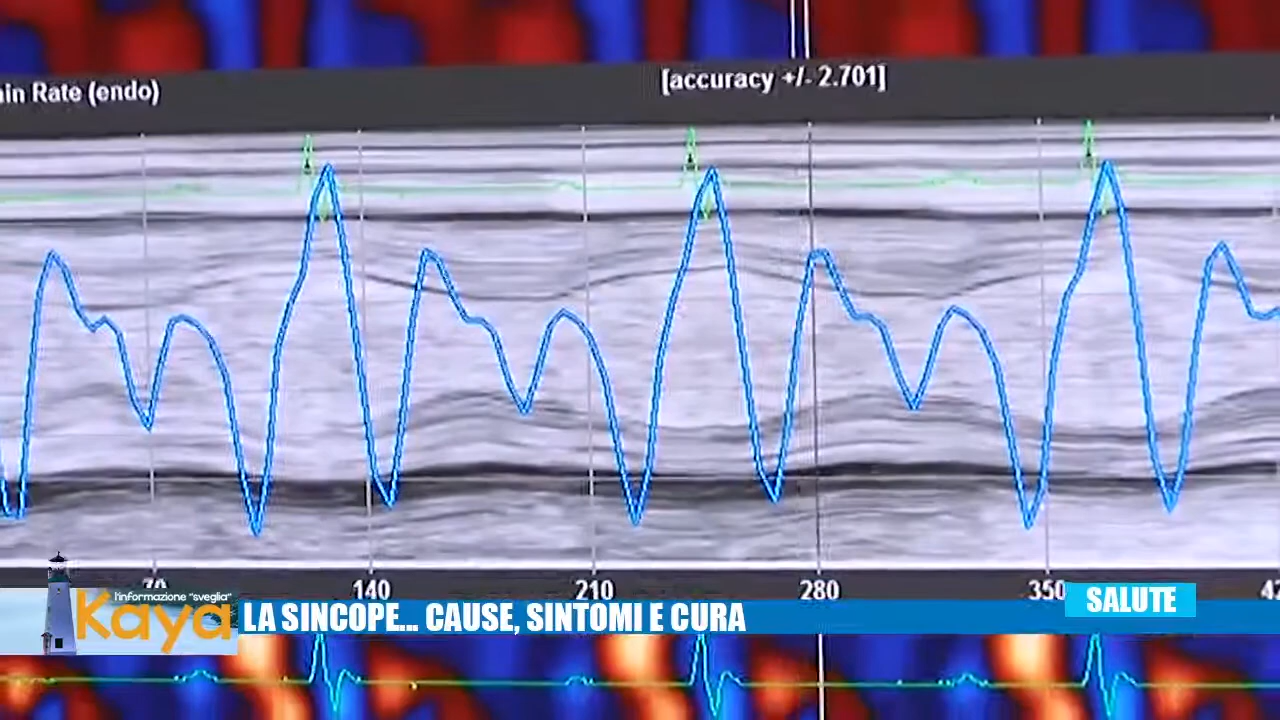 ain Rate (endo)
[accuracy +/- 2.701]
70 140 210 280 350 42
l'informazione "sveglia"
Kaya
LA SINCOPE... CAUSE, SINTOMI E CURA
SALUTE